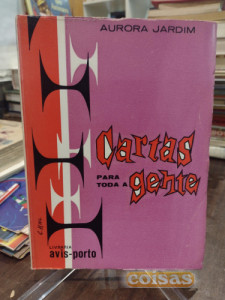 AURORA JARDIM
Cartas
PARA
TODA A
gente
LIVRARIA
avis-porto
coisas